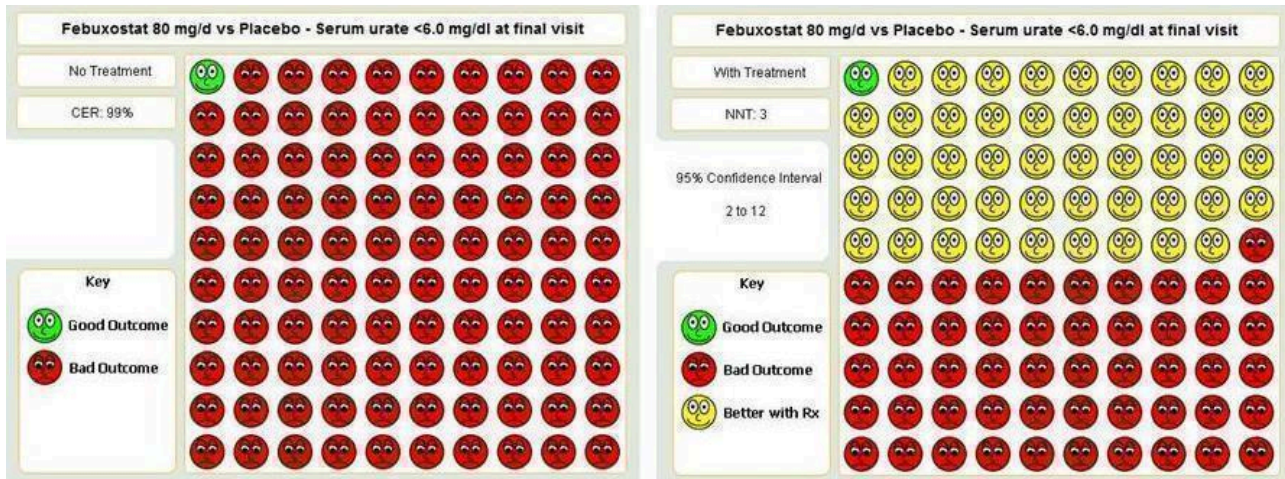 Febuxostat 80 mg/d vs Placebo - Serum urate <6.0 mg/dl at final visit
No Treatment
CER: 99%
Key
Good Outcome
Bad Outcome
Febuxostat 80 mg/d vs Placebo - Serum urate <6.0 mg/dl at final visit
With Treatment
NNT: 3
95% Confidence Interval
2 to 12
Key
Good Outcome
Bad Outcome
Better with Rx